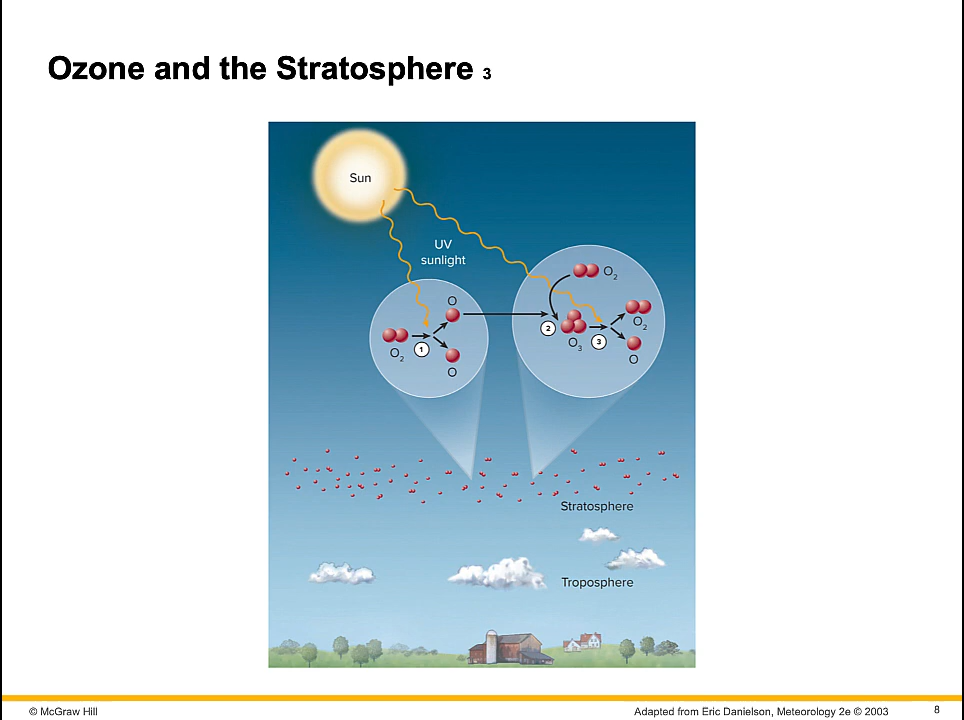 Ozone and the Stratosphere 3
Sun
UV
sunlight
O2
O
O
O2
1
O
2
O3
3
O2
O
Stratosphere
Troposphere
© McGraw Hill
Adapted from Eric Danielson, Meteorology 2e © 2003
8